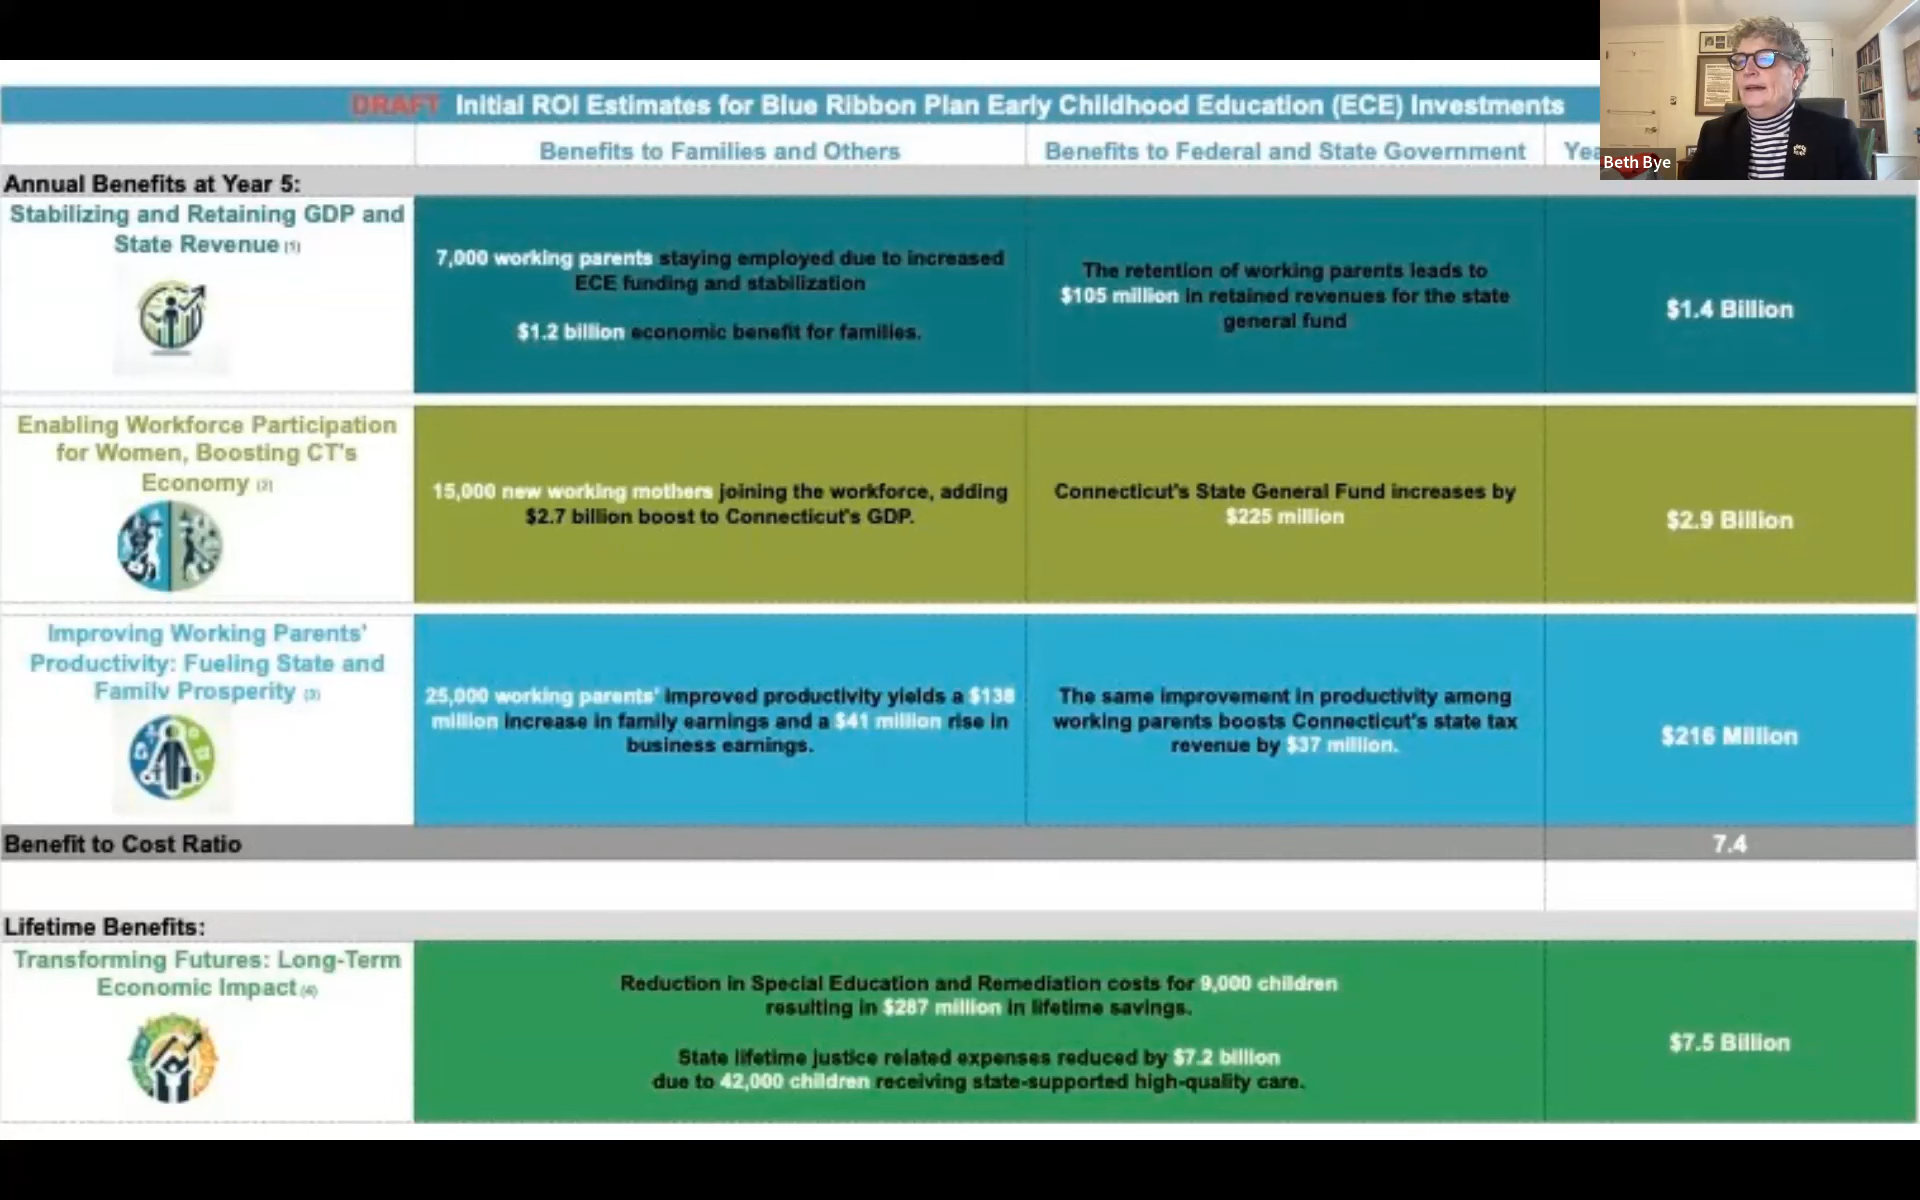 DRAFT Initial ROI Estimates for Blue Ribbon Plan Early Childhood Education (ECE) Investments
Benefits to Families and Others
Benefits to Federal and State Government
Beth Bye
Annual Benefits at Year 5:
Stabilizing and Retaining GDP and
State Revenue (1)
7,000 working parents staying employed due to increased
ECE funding and stabilization
$1.2 billion economic benefit for families.
The retention of working parents leads to
$105 million in retained revenues for the state
general fund
$1.4 Billion
Enabling Workforce Participation
for Women, Boosting CT's
Economy (2)
15,000 new working mothers joining the workforce, adding
$2.7 billion boost to Connecticut's GDP.
Connecticut's State General Fund increases by
$225 million
$2.9 Billion
Improving Working Parents'
Productivity: Fueling State and
Family Prosperity (3)
25,000 working parents' improved productivity yields a $138
million increase in family earnings and a $41 million rise in
business earnings.
The same improvement in productivity among
working parents boosts Connecticut's state tax
revenue by $37 million.
$216 Million
Benefit to Cost Ratio
7.4
Lifetime Benefits:
Transforming Futures: Long-Term
Economic Impact (4)
Reduction in Special Education and Remediation costs for 9,000 children
resulting in $287 million in lifetime savings.
State lifetime justice related expenses reduced by $7.2 billion
due to 42,000 children receiving state-supported high-quality care.
$7.5 Billion